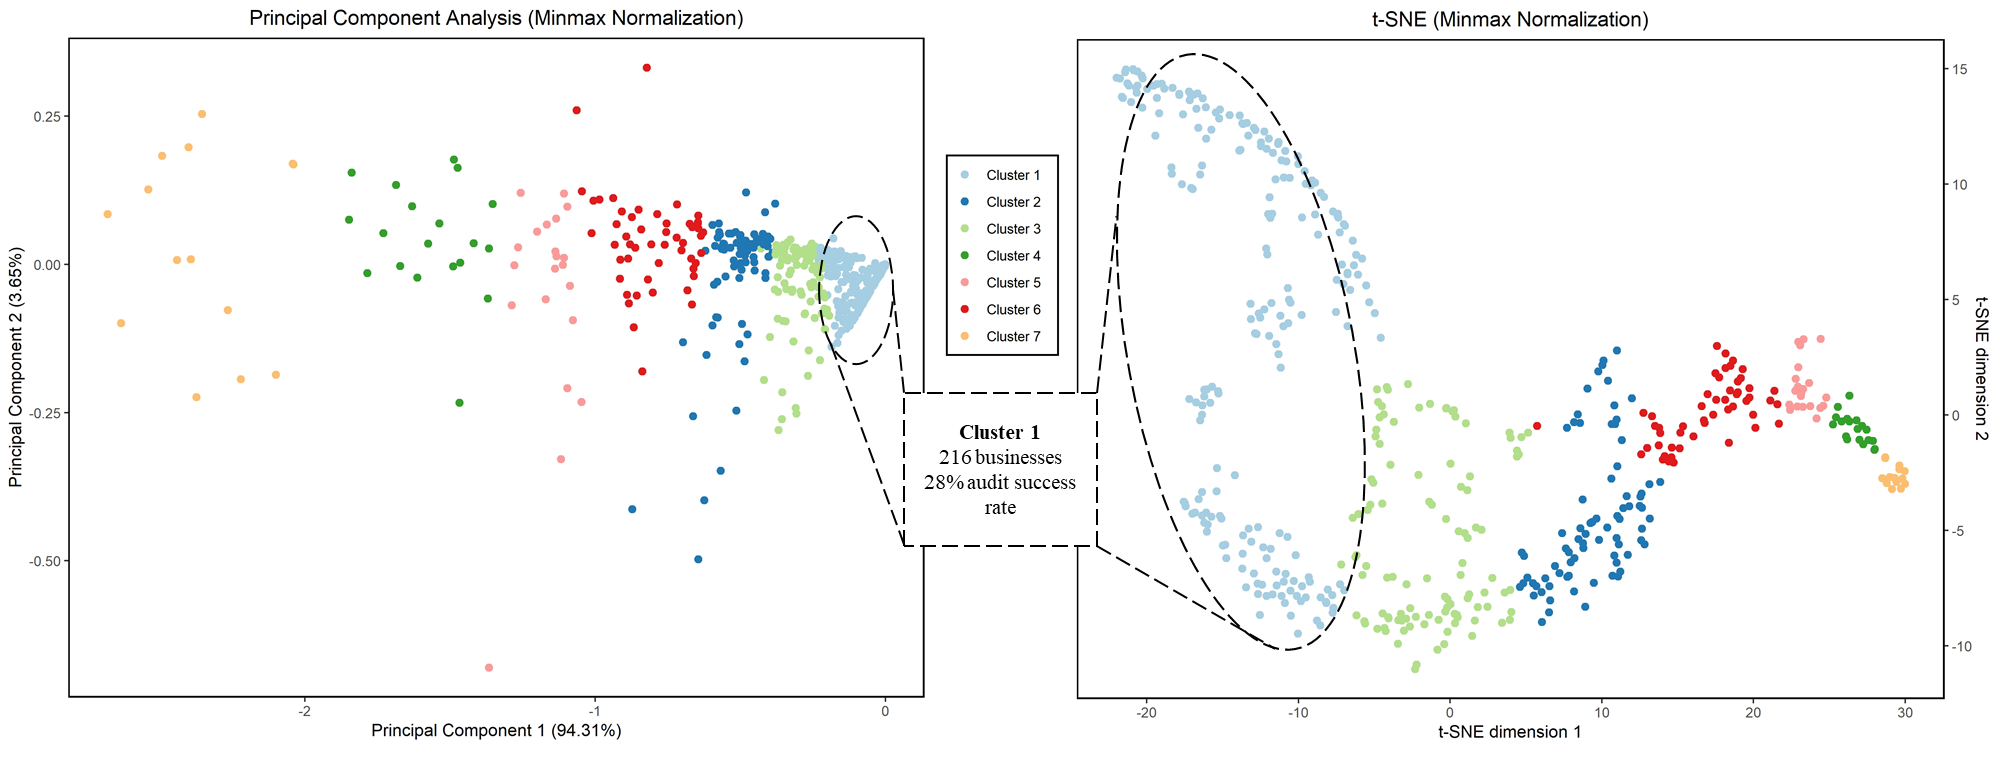 Principal Component Analysis (Minmax Normalization)
0.25
0.00
-0.25
-0.50
Principal Component 2 (3.65%)
-2
-1
0
Principal Component 1 (94.31%)
Cluster 1
Cluster 2
Cluster 3
Cluster 4
Cluster 5
Cluster 6
Cluster 7
Cluster 1
216 businesses
28% audit success
rate
t-SNE (Minmax Normalization)
15
10
5
0
-5
-10
t-SNE dimension 2
-20
-10
0
10
20
30
t-SNE dimension 1